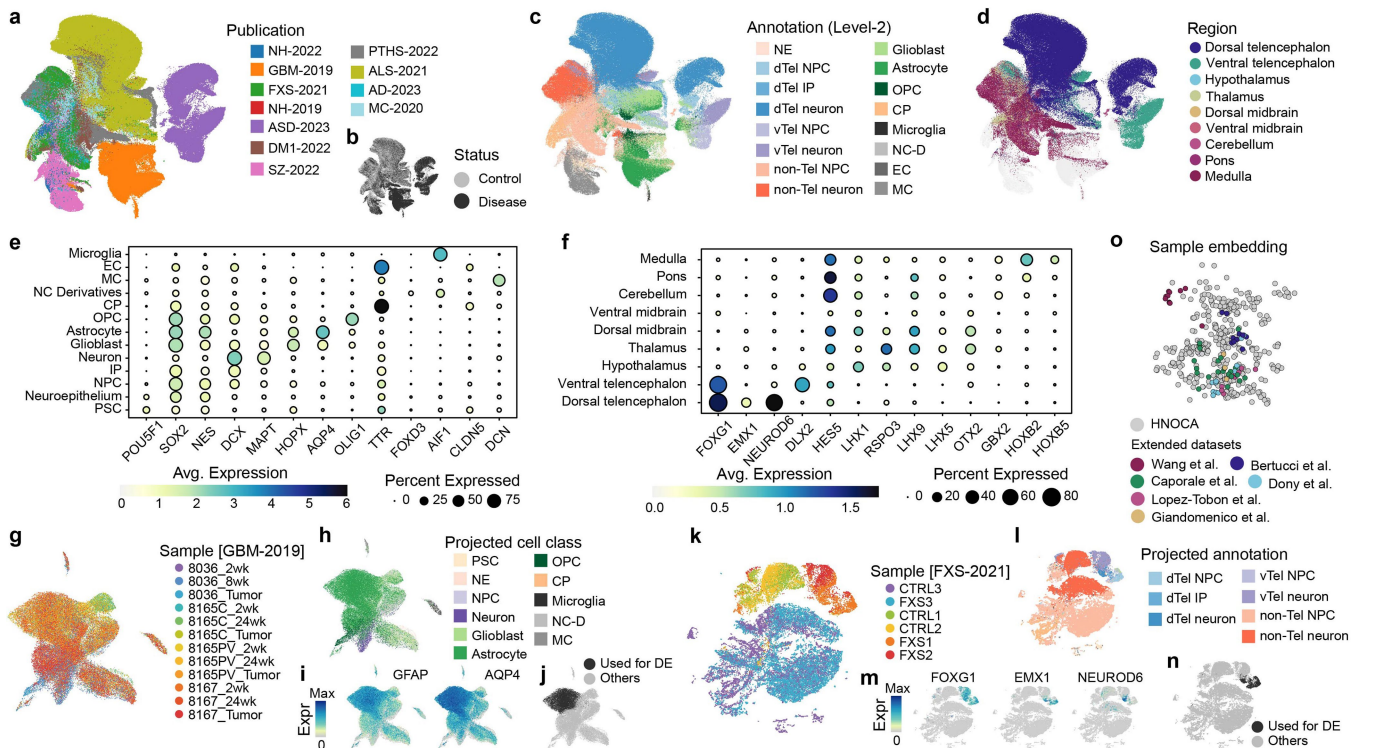 a
Publication
NH-2022
GBM-2019
FXS-2021
NH-2019
ASD-2023
DM1-2022
SZ-2022
PTHS-2022
ALS-2021
AD-2023
MC-2020
b
Status
Control
Disease
c
Annotation (Level-2)
NE
dTel NPC
dTel IP
dTel neuron
vTel NPC
vTel neuron
non-Tel NPC
non-Tel neuron
Glioblast
Astrocyte
OPC
CP
Microglia
NC-D
EC
MC
d
Region
Dorsal telencephalon
Ventral telencephalon
Hypothalamus
Thalamus
Dorsal midbrain
Ventral midbrain
Cerebellum
Pons
Medulla
e
Microglia
EC
MC
NC Derivatives
CP
OPC
Astrocyte
Glioblast
Neuron
IP
NPC
Neuroepithelium
PSC
POU5F1
SOX2
NES
DCX
MAPT
HOPX
AQP4
OLIG1
TTR
FOXD3
AIF1
CLDN5
DCN
Avg. Expression
0 1 2 3 4 5 6
Percent Expressed
0 25 50 75
f
Medulla
Pons
Cerebellum
Ventral midbrain
Dorsal midbrain
Thalamus
Hypothalamus
Ventral telencephalon
Dorsal telencephalon
FOXG1
EMX1
NEUROD6
DLX2
HES5
LHX1
RSPO3
LHX9
LHX5
OTX2
GBX2
HOXB2
HOXB5
Avg. Expression
0.0 0.5 1.0 1.5
Percent Expressed
0 20 40 60 80
o
Sample embedding
HNOCA
Extended datasets
Wang et al.
Caporale et al.
Lopez-Tobon et al.
Giandomenico et al.
Bertucci et al.
Dony et al.
g
Sample [GBM-2019]
8036_2wk
8036_8wk
8036_Tumor
8165C_2wk
8165C_24wk
8165C_Tumor
8165PV_2wk
8165PV_24wk
8165PV_Tumor
8167_2wk
8167_24wk
8167_Tumor
h
Projected cell class
PSC
NE
NPC
Neuron
Glioblast
Astrocyte
OPC
CP
Microglia
NC-D
MC
i
Max
Expr
0
GFAP
AQP4
j
Used for DE
Others
k
Sample [FXS-2021]
CTRL3
FXS3
CTRL1
CTRL2
FXS1
FXS2
l
Projected annotation
dTel NPC
dTel IP
dTel neuron
vTel NPC
vTel neuron
non-Tel NPC
non-Tel neuron
m
Max
Expr
0
FOXG1
EMX1
NEUROD6
n
Used for DE
Others